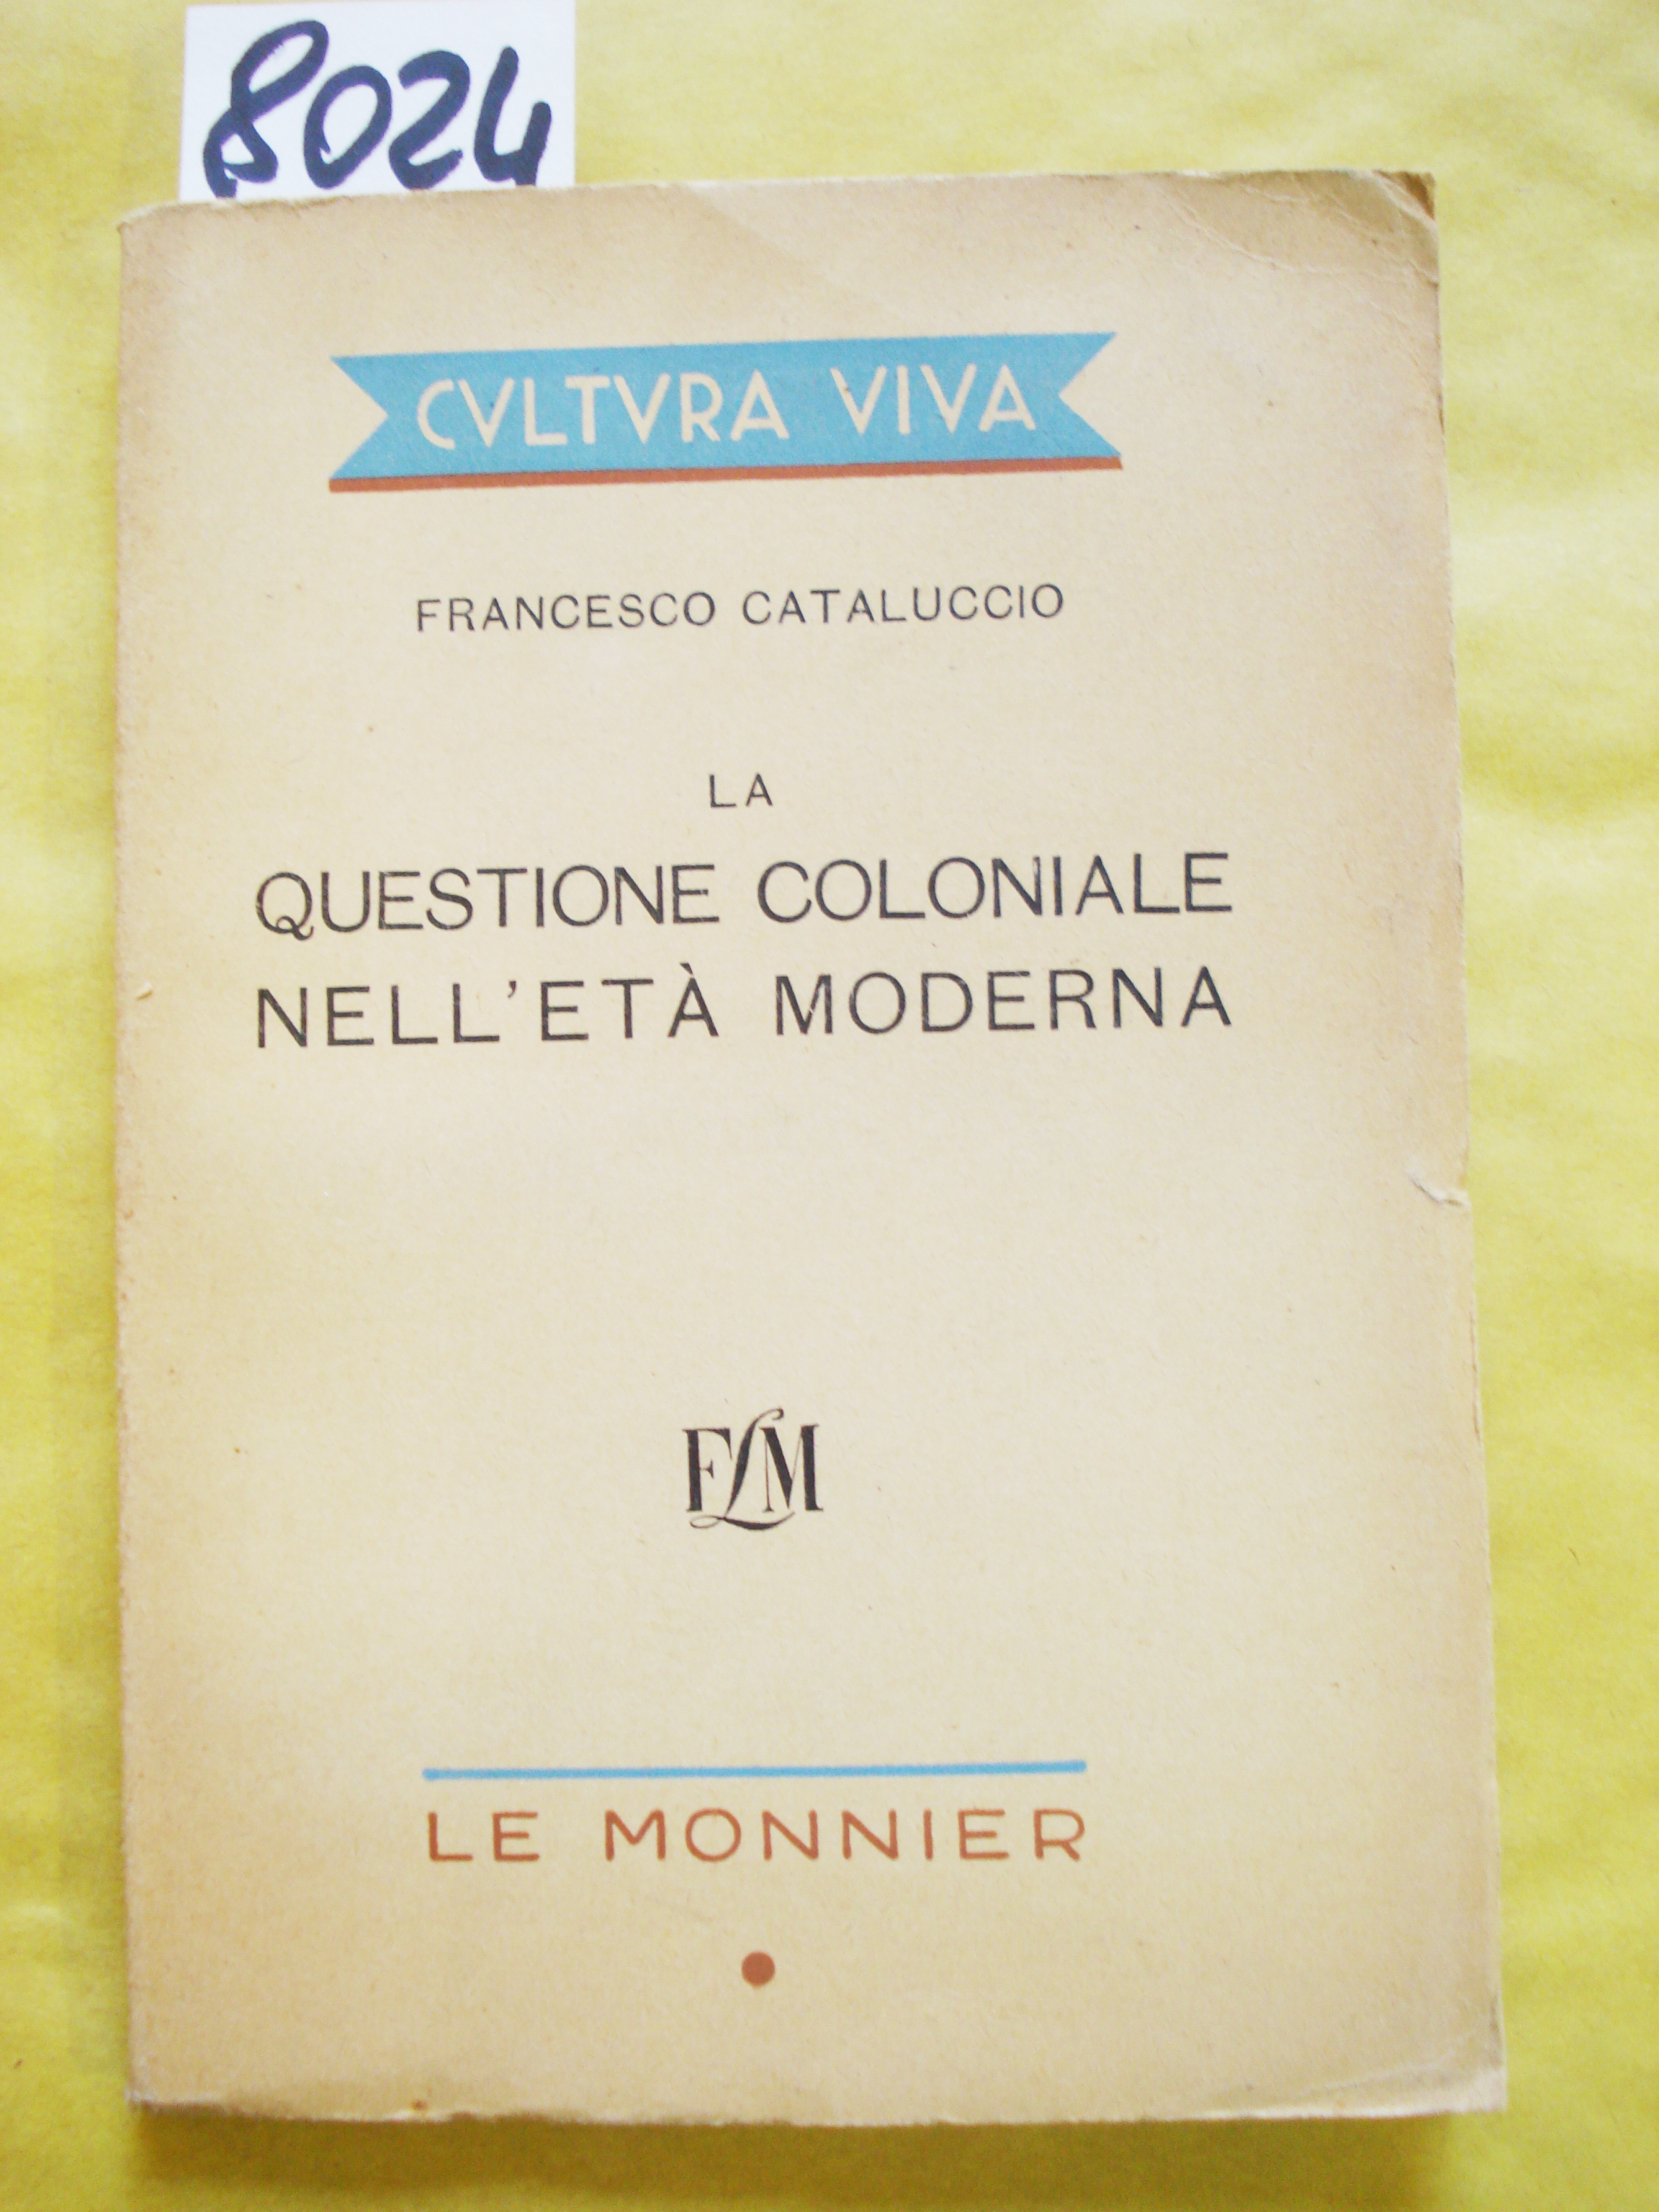 8024
CVLTVRA VIVA
FRANCESCO CATALUCCIO
LA
QUESTIONE COLONIALE
NELL'ETÀ MODERNA
FLM
LE MONNIER